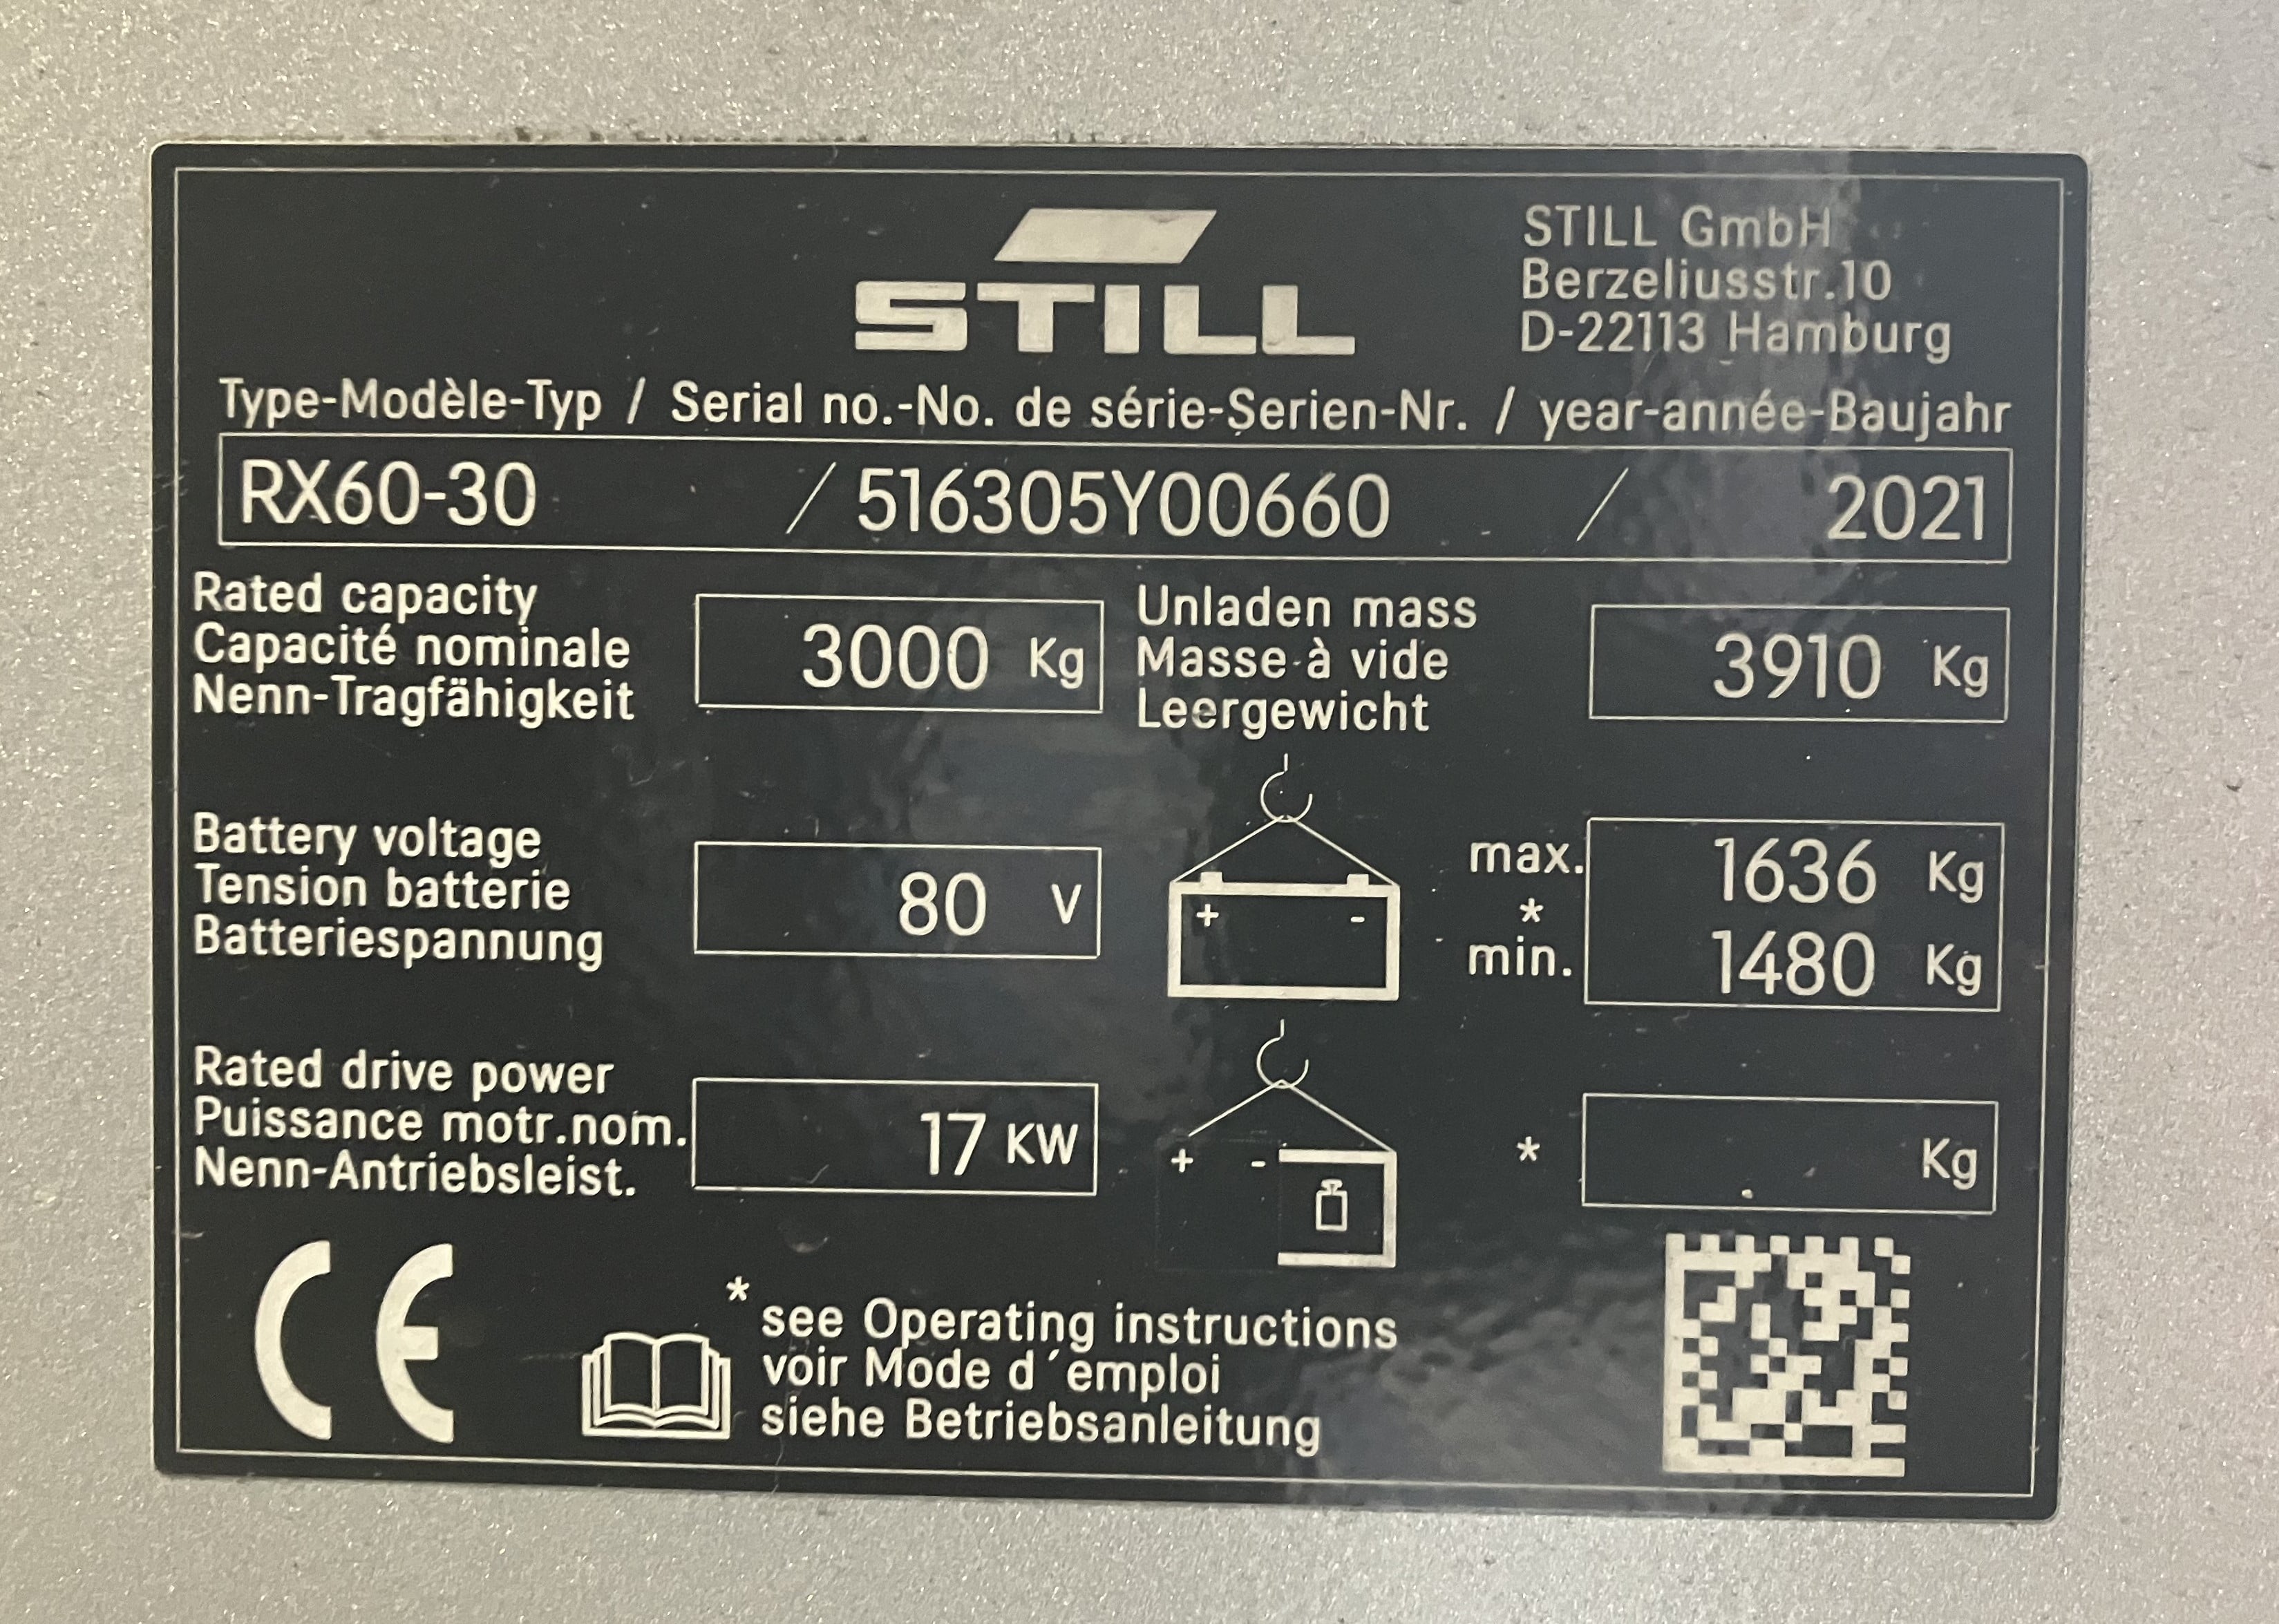 STILL
STILL GmbH
Berzeliusstr.10
D-22113 Hamburg
Type-Modèle-Typ / Serial no.-No. de série-Serien-Nr. / year-année-Baujahr
RX60-30 / 516305Y00660 / 2021
Rated capacity
Capacité nominale
Nenn-Tragfähigkeit
3000 Kg
Unladen mass
Masse à vide
Leergewicht
3910 Kg
Battery voltage
Tension batterie
Batteriespannung
80 V
+ -
max. 1636 Kg
*
min. 1480 Kg
Rated drive power
Puissance motr.nom.
Nenn-Antriebsleist.
17 KW
+ -
* Kg
CE
* see Operating instructions
voir Mode d´emploi
siehe Betriebsanleitung